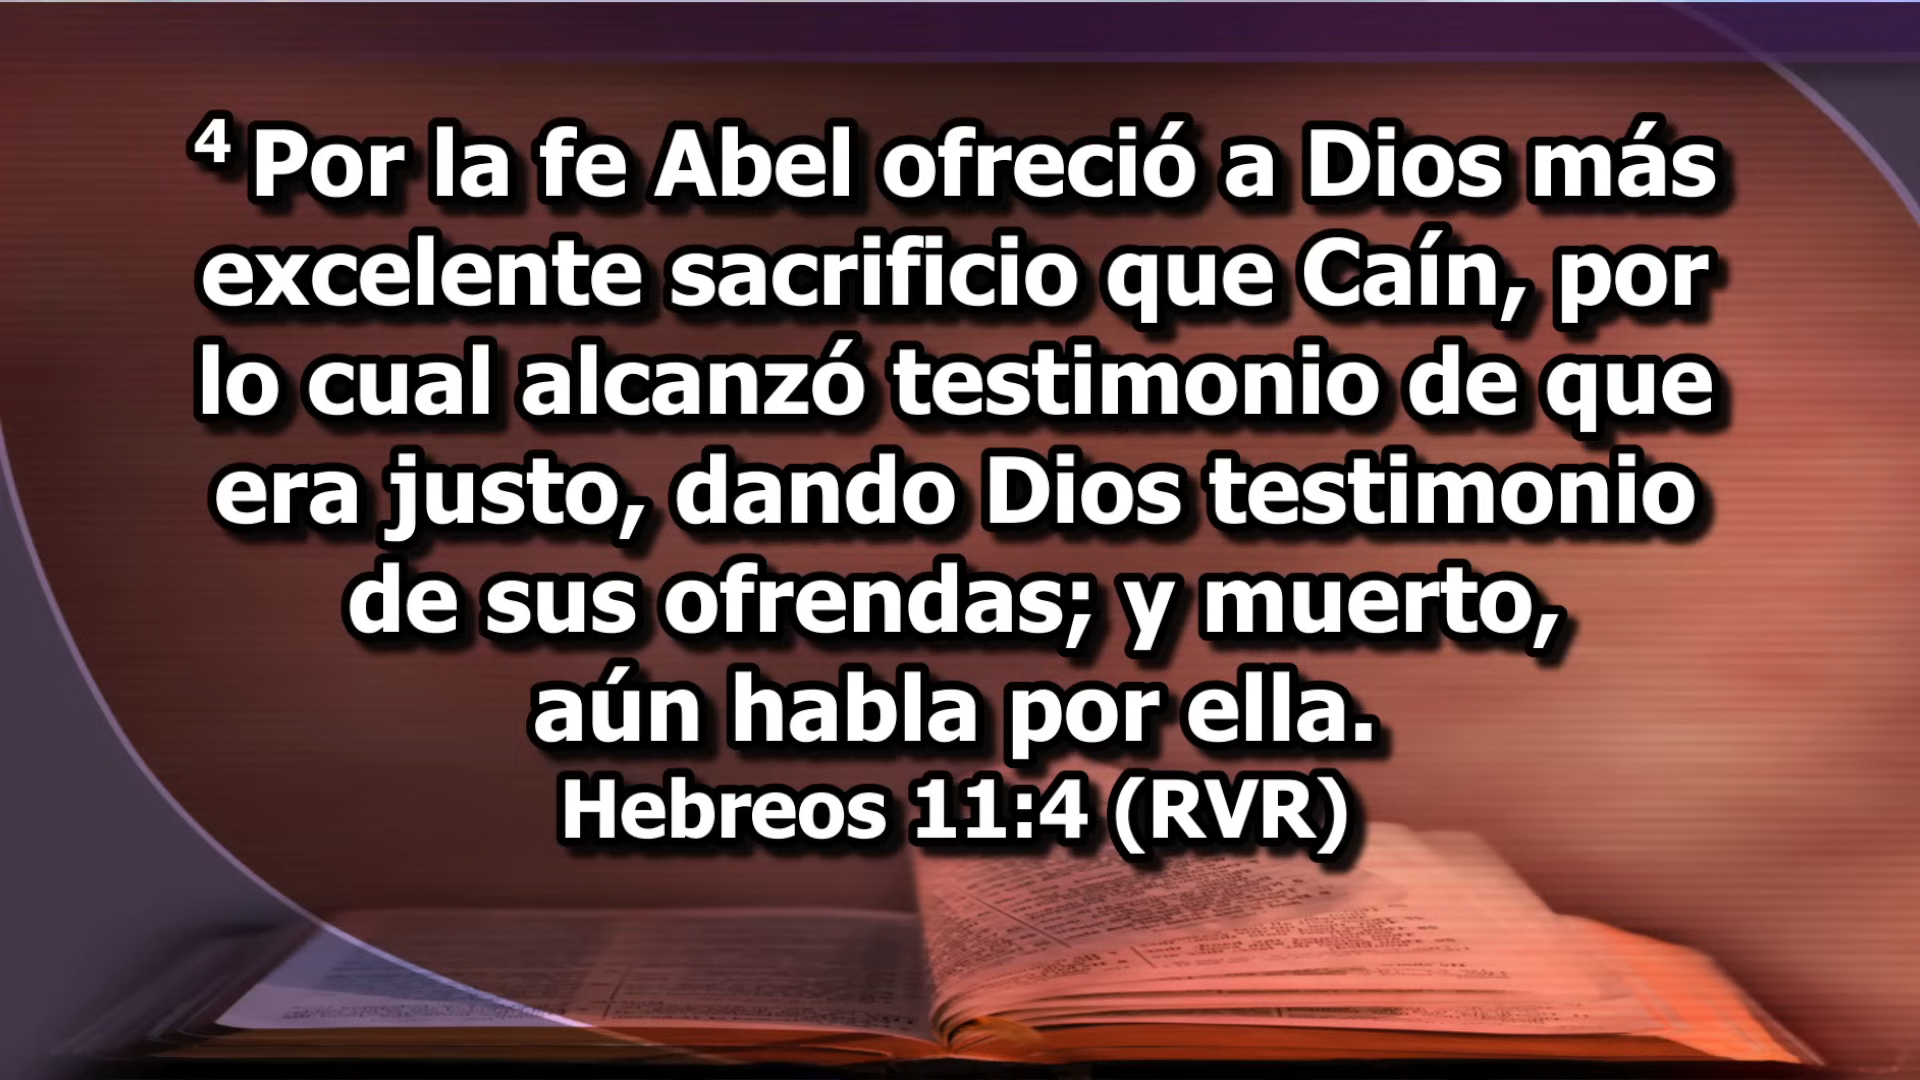 4 Por la fe Abel ofreció a Dios más
excelente sacrificio que Caín, por
lo cual alcanzó testimonio de que
era justo, dando Dios testimonio
de sus ofrendas; y muerto,
aún habla por ella.
Hebreos 11:4 (RVR)